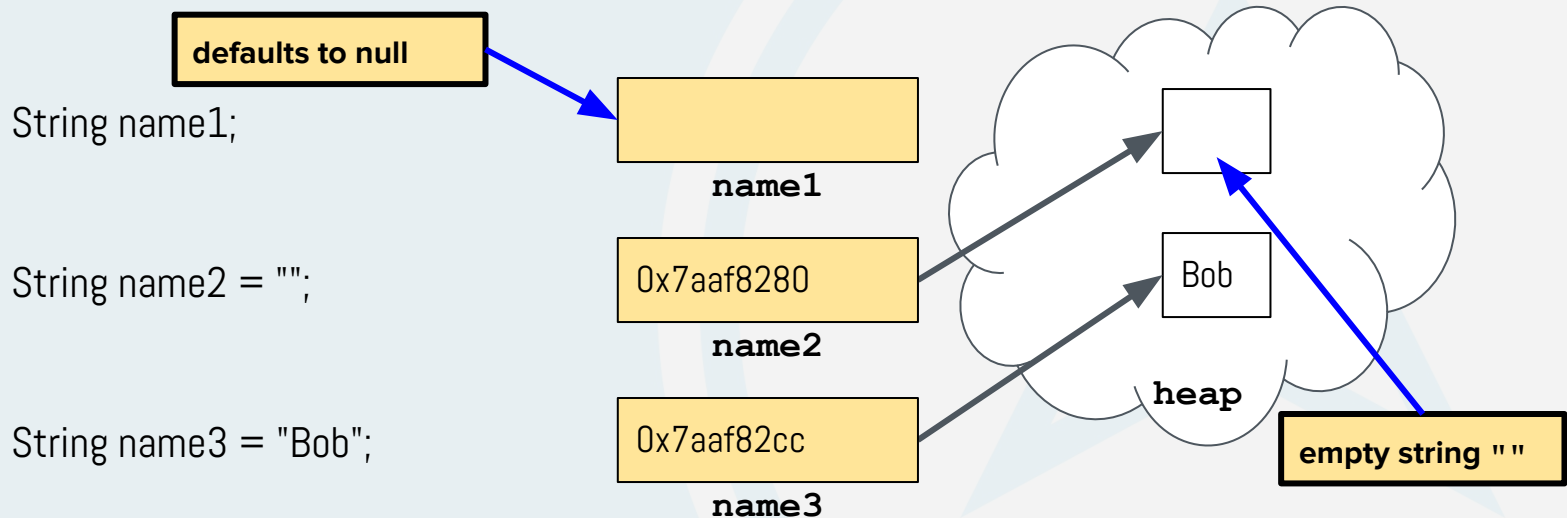 defaults to null
String name1;
name1
String name2 = "";
0x7aaf8280
name2
Bob
heap
String name3 = "Bob";
0x7aaf82cc
name3
empty string ""